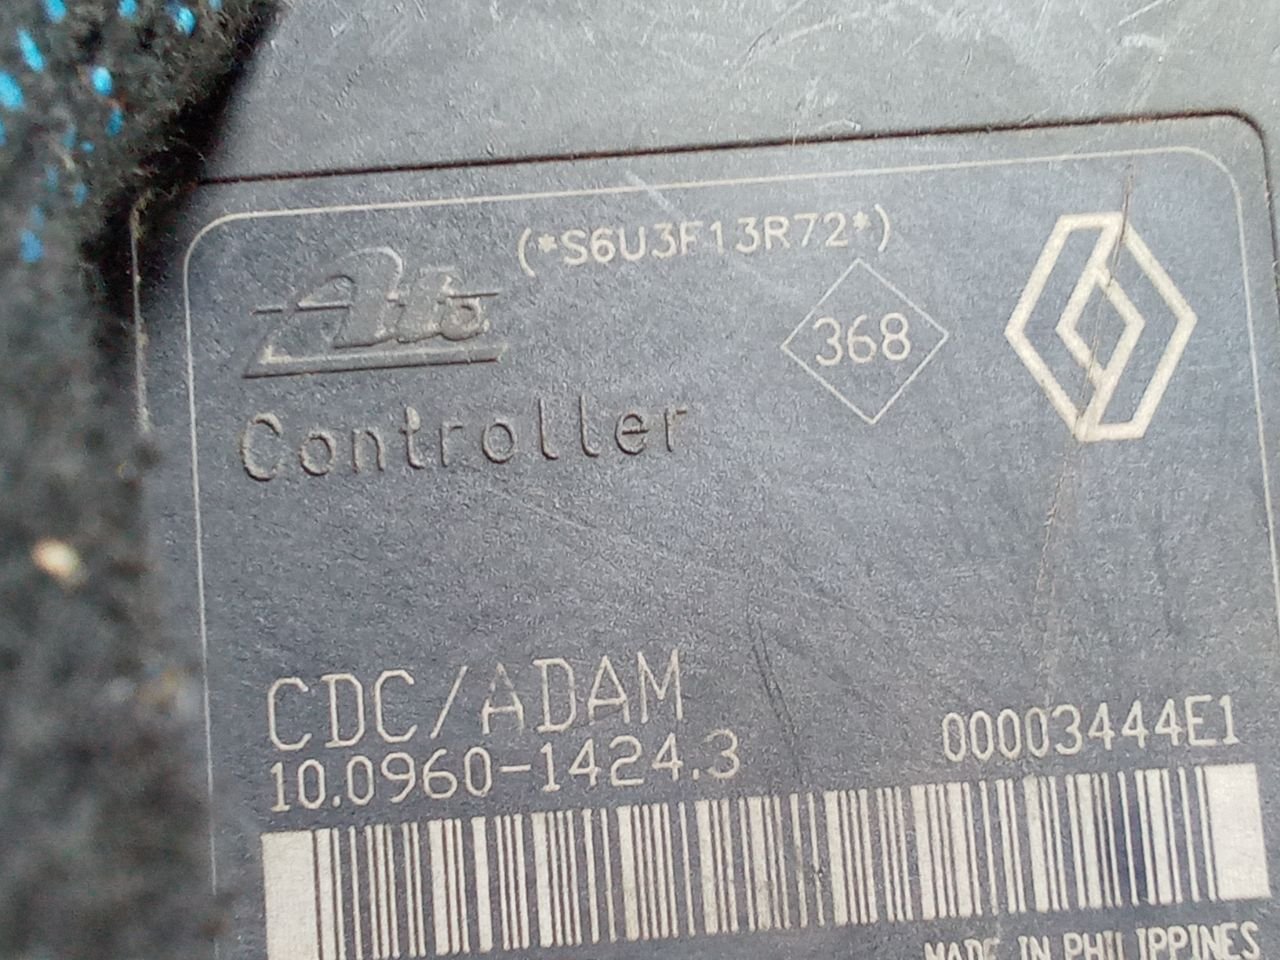 (*S6U3F13R72*)
Ate
368
Controller
CDC/ADAM
00003444E1
10.0960-1424.3
MADE IN PHILIPPINES